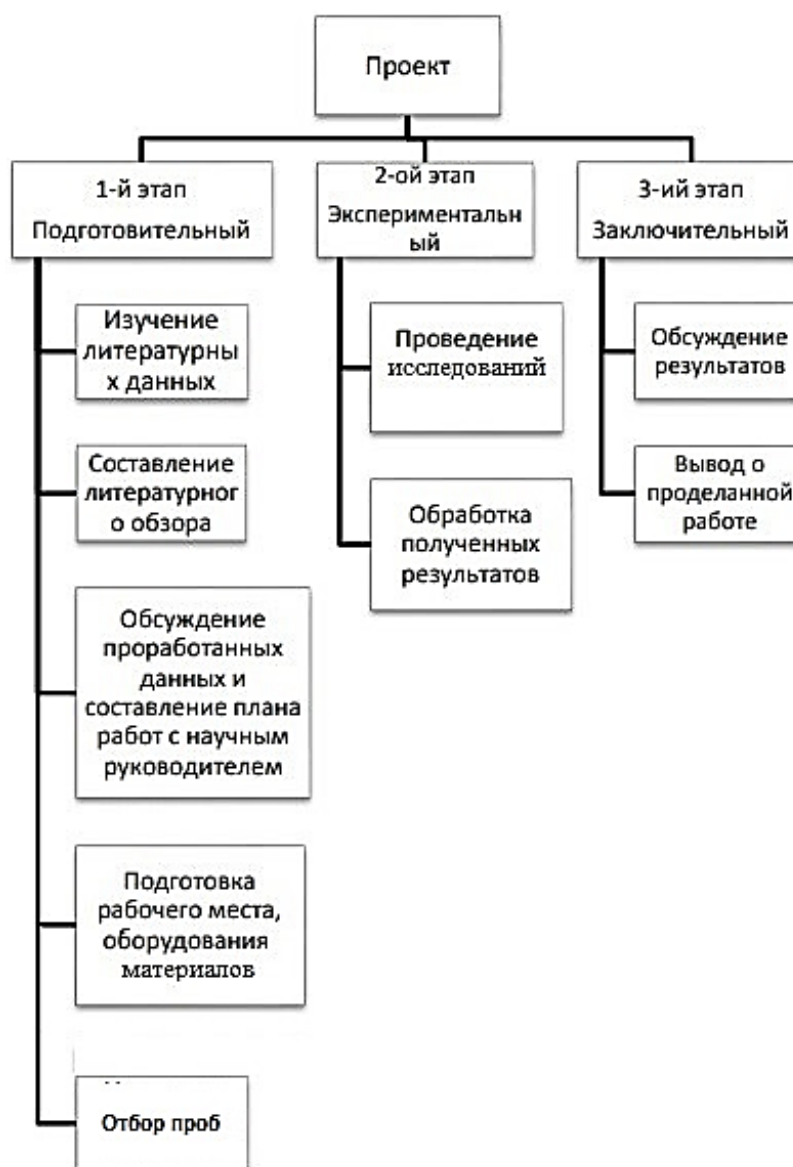 Проект
1-й этап
Подготовительный
Изучение
литературны
х данных
Составление
литературног
о обзора
Обсуждение
проработанных
данных и
составление плана
работ с научным
руководителем
Подготовка
рабочего места,
оборудования
материалов
Отбор проб
2-ой этап
Экспериментальн
ый
Проведение
исследований
Обработка
полученных
результатов
3-ий этап
Заключительный
Обсуждение
результатов
Вывод о
проделанной
работе